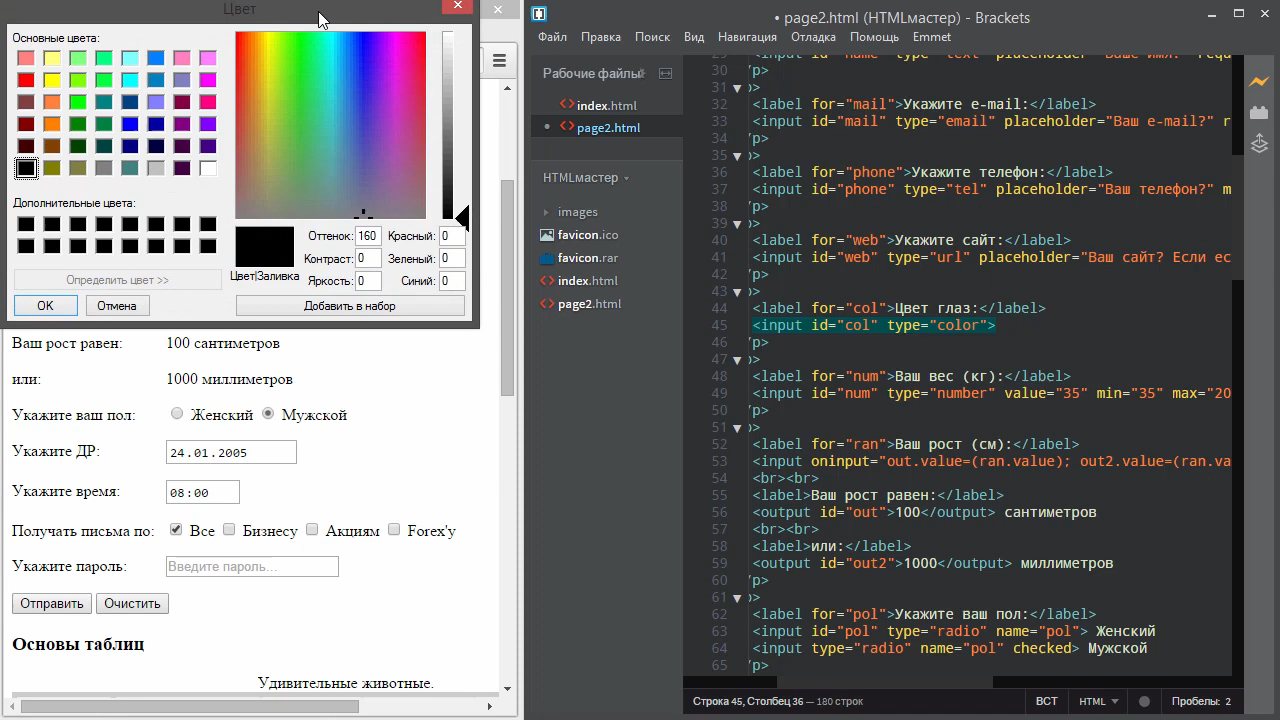 Цвет
Основные цвета:
Дополнительные цвета:
Определить цвет >>
OK
Отмена
Цвет|Заливка
Оттенок: 160
Контраст: 0
Яркость: 0
Красный: 0
Зеленый: 0
Синий: 0
Добавить в набор
Ваш рост равен: 100 сантиметров
или: 1000 миллиметров
Укажите ваш пол: Женский Мужской
Укажите ДР: 24.01.2005
Укажите время: 08:00
Получать письма по: Все Бизнесу Акциям Forex'у
Укажите пароль: Введите пароль...
Отправить Очистить
Основы таблиц
Удивительные животные.
• page2.html (HTMLмастер) - Brackets
Файл Правка Поиск Вид Навигация Отладка Помощь Emmet
Рабочие файлы
index.html
page2.html
HTMLмастер
images
favicon.ico
favicon.rar
index.html
page2.html
30 /p>
31 p>
32 <label for="mail">Укажите e-mail:</label>
33 <input id="mail" type="email" placeholder="Ваш e-mail?" r
34 /p>
35 p>
36 <label for="phone">Укажите телефон:</label>
37 <input id="phone" type="tel" placeholder="Ваш телефон?" m
38 /p>
39 p>
40 <label for="web">Укажите сайт:</label>
41 <input id="web" type="url" placeholder="Ваш сайт? Если ес
42 /p>
43 p>
44 <label for="col">Цвет глаз:</label>
45 <input id="col" type="color">
46 /p>
47 p>
48 <label for="num">Ваш вес (кг):</label>
49 <input id="num" type="number" value="35" min="35" max="20
50 /p>
51 p>
52 <label for="ran">Ваш рост (см):</label>
53 <input oninput="out.value=(ran.value); out2.value=(ran.va
54 <br><br>
55 <label>Ваш рост равен:</label>
56 <output id="out">100</output> сантиметров
57 <br><br>
58 <label>или:</label>
59 <output id="out2">1000</output> миллиметров
60 /p>
61 p>
62 <label for="pol">Укажите ваш пол:</label>
63 <input id="pol" type="radio" name="pol"> Женский
64 <input type="radio" name="pol" checked> Мужской
65 /p>
Строка 45, Столбец 36 — 180 строк
ВСТ HTML Пробелы: 2